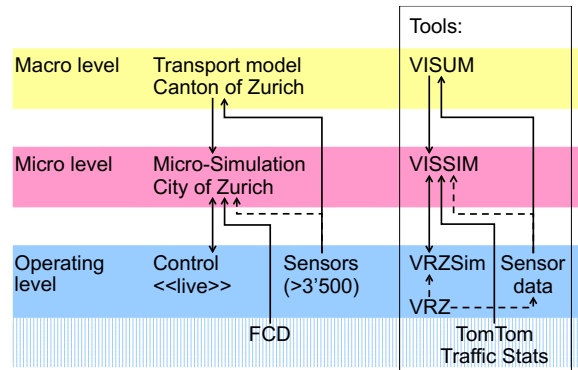 Tools:
Macro level
Transport model
Canton of Zurich
VISUM
Micro level
Micro-Simulation
City of Zurich
VISSIM
Operating
level
Control
<<live>>
Sensors
(>3'500)
VRZSim
Sensor
data
VRZ
FCD
TomTom
Traffic Stats